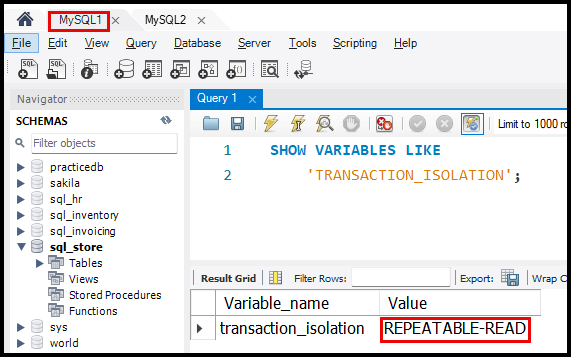 MySQL1 MySQL2
File Edit View Query Database Server Tools Scripting Help
Navigator
SCHEMAS
Filter objects
practicedb
sakila
sql_hr
sql_inventory
sql_invoicing
sql_store
Tables
Views
Stored Procedures
Functions
sys
world
Query 1
Limit to 1000 ro
1 SHOW VARIABLES LIKE
2 'TRANSACTION_ISOLATION';
Result Grid Filter Rows: Export: Wrap C
Variable_name Value
transaction_isolation REPEATABLE-READ